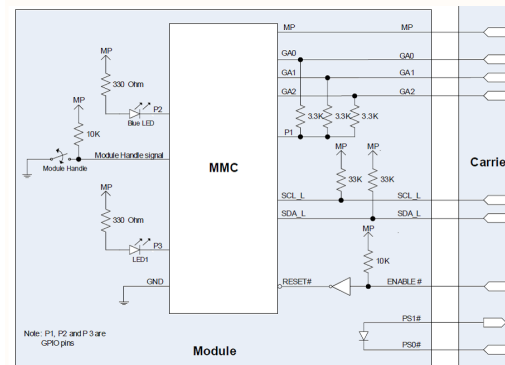 MP
MP
MP
GA0
GA0
330 Ohm
GA1
GA1
P2
GA2
GA2
Blue LED
MP
3.3K
3.3K
3.3K
10K
P1
Module Handle signal
MMC
MP
MP
Carrie
Module Handle
33K
33K
MP
SCL_L
SCL_L
330 Ohm
SDA_L
SDA_L
MP
P3
LED1
10K
GND
RESET#
ENABLE#
PS1#
Note: P1, P2 and P3 are
GPIO pins
PS0#
Module